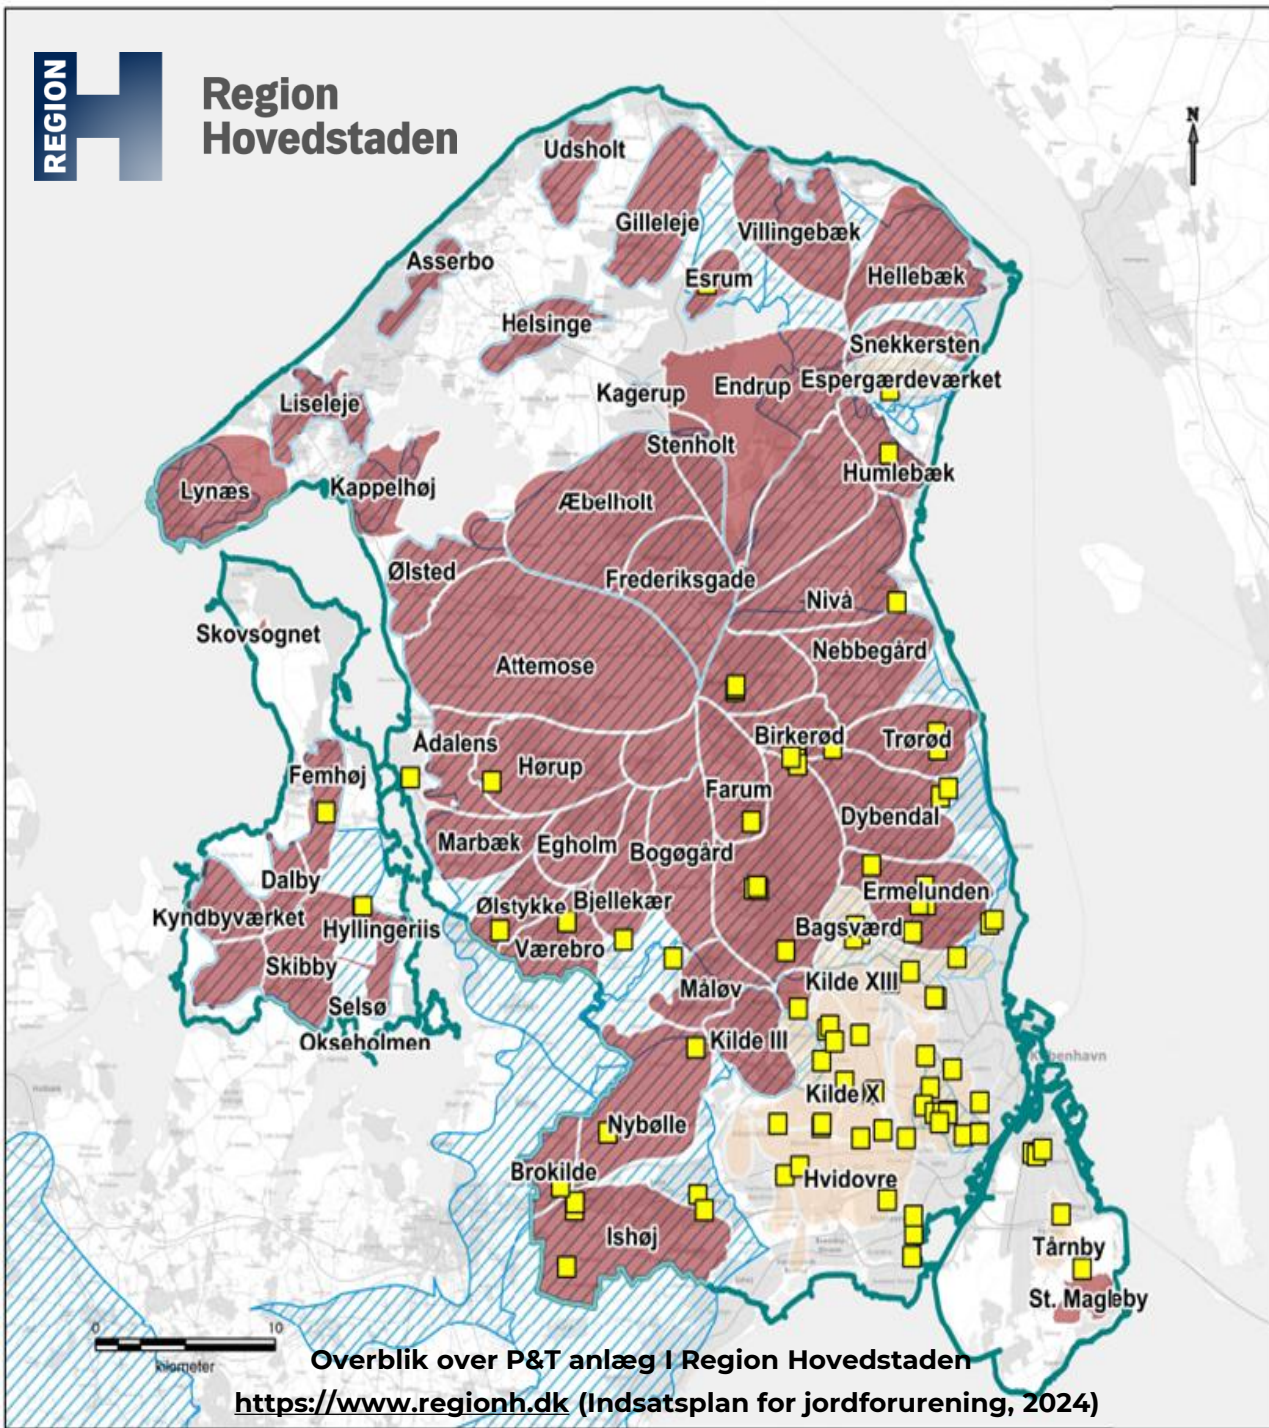 REGION
Region
Hovedstaden
N
Udsholt
Gilleleje
Villingebæk
Asserbo
Esrum
Hellebæk
Helsinge
Snekkersten
Endrup
Espergærdeværket
Kagerup
Liseleje
Stenholt
Humlebæk
Lynæs
Kappelhøj
Æbelholt
Ølsted
Frederiksgade
Nivå
Skovsognet
Nebbegård
Attemose
Birkerød
Trørød
Ådalens
Hørup
Femhøj
Farum
Dybendal
Marbæk
Egholm
Bogøgård
Dalby
Ermelunden
Kyndbyværket
Ølstykke
Bjellekær
Hyllingeriis
Bagsværd
Værebro
Skibby
Måløv
Kilde XIII
Selsø
Okseholmen
Kilde III
København
Kilde X
Nybølle
Brokilde
Hvidovre
Ishøj
Tårnby
St. Magleby
0 10
kilometer
Overblik over P&T anlæg I Region Hovedstaden
https://www.regionh.dk (Indsatsplan for jordforurening, 2024)